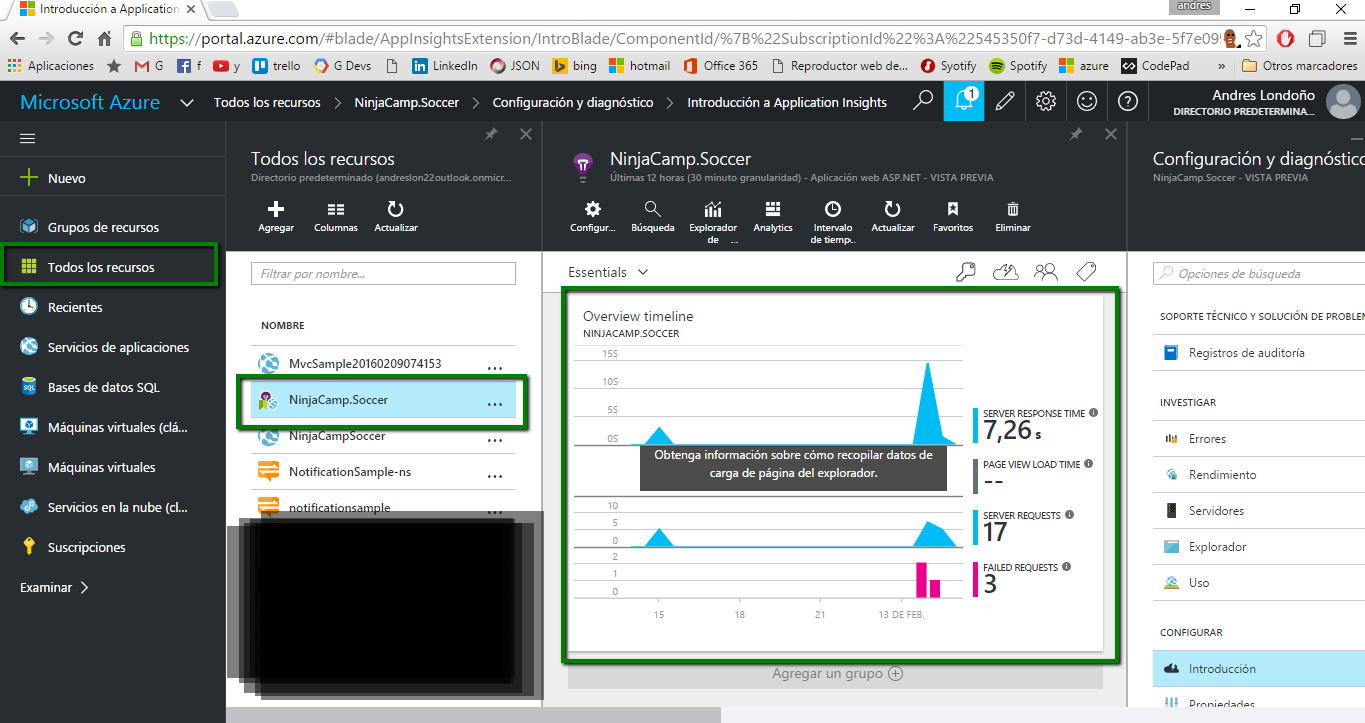 Introducción a Application
andres
https://portal.azure.com/#blade/AppInsightsExtension/IntroBlade/ComponentId/%7B%22SubscriptionId%22%3A%22545350f7-d73d-4149-ab3e-5f7e09
Aplicaciones M G f y trello G Devs LinkedIn JSON bing hotmail Office 365 Reproductor web de... Syotify Spotify azure CodePad » Otros marcadores
Microsoft Azure Todos los recursos NinjaCamp.Soccer Configuración y diagnóstico Introducción a Application Insights 1 Andres Londoño
DIRECTORIO PREDETERMINA...
Nuevo
Grupos de recursos
Todos los recursos
Recientes
Servicios de aplicaciones
Bases de datos SQL
Máquinas virtuales (clá...
Máquinas virtuales
Servicios en la nube (cl...
Suscripciones
Examinar
Todos los recursos
Directorio predeterminado (andreslon22outlook.onmicr...
Agregar Columnas Actualizar
Filtrar por nombre...
NOMBRE
MvcSample20160209074153 ...
NinjaCamp.Soccer ...
NinjaCampSoccer ...
NotificationSample-ns ...
notificationsample ...
NinjaCamp.Soccer
Últimas 12 horas (30 minuto granularidad) - Aplicación web ASP.NET - VISTA PREVIA
Configur... Búsqueda Explorador de ... Analytics Intervalo de tiemp.. Actualizar Favoritos Eliminar
Essentials
Overview timeline
NINJACAMP.SOCCER
15S
10S
5S
0S
Obtenga información sobre cómo recopilar datos de
carga de página del explorador.
10
5
0
2
1
0
15 18 21 13 DE FEB.
SERVER RESPONSE TIME
7,26 s
PAGE VIEW LOAD TIME
--
SERVER REQUESTS
17
FAILED REQUESTS
3
Agregar un grupo
Configuración y diagnóstico
NinjaCamp.Soccer - VISTA PREVIA
Opciones de búsqueda
SOPORTE TÉCNICO Y SOLUCIÓN DE PROBLEM
Registros de auditoría
INVESTIGAR
Errores
Rendimiento
Servidores
Explorador
Uso
CONFIGURAR
Introducción
Propiedades